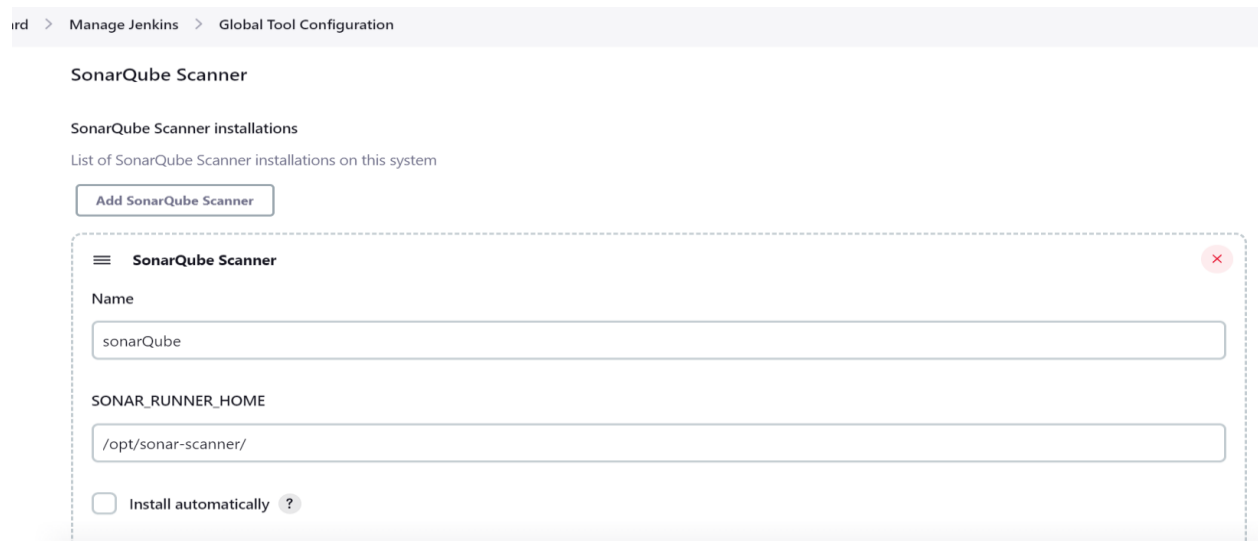 rd > Manage Jenkins > Global Tool Configuration
SonarQube Scanner
SonarQube Scanner installations
List of SonarQube Scanner installations on this system
Add SonarQube Scanner
SonarQube Scanner
Name
sonarQube
SONAR_RUNNER_HOME
/opt/sonar-scanner/
Install automatically ?